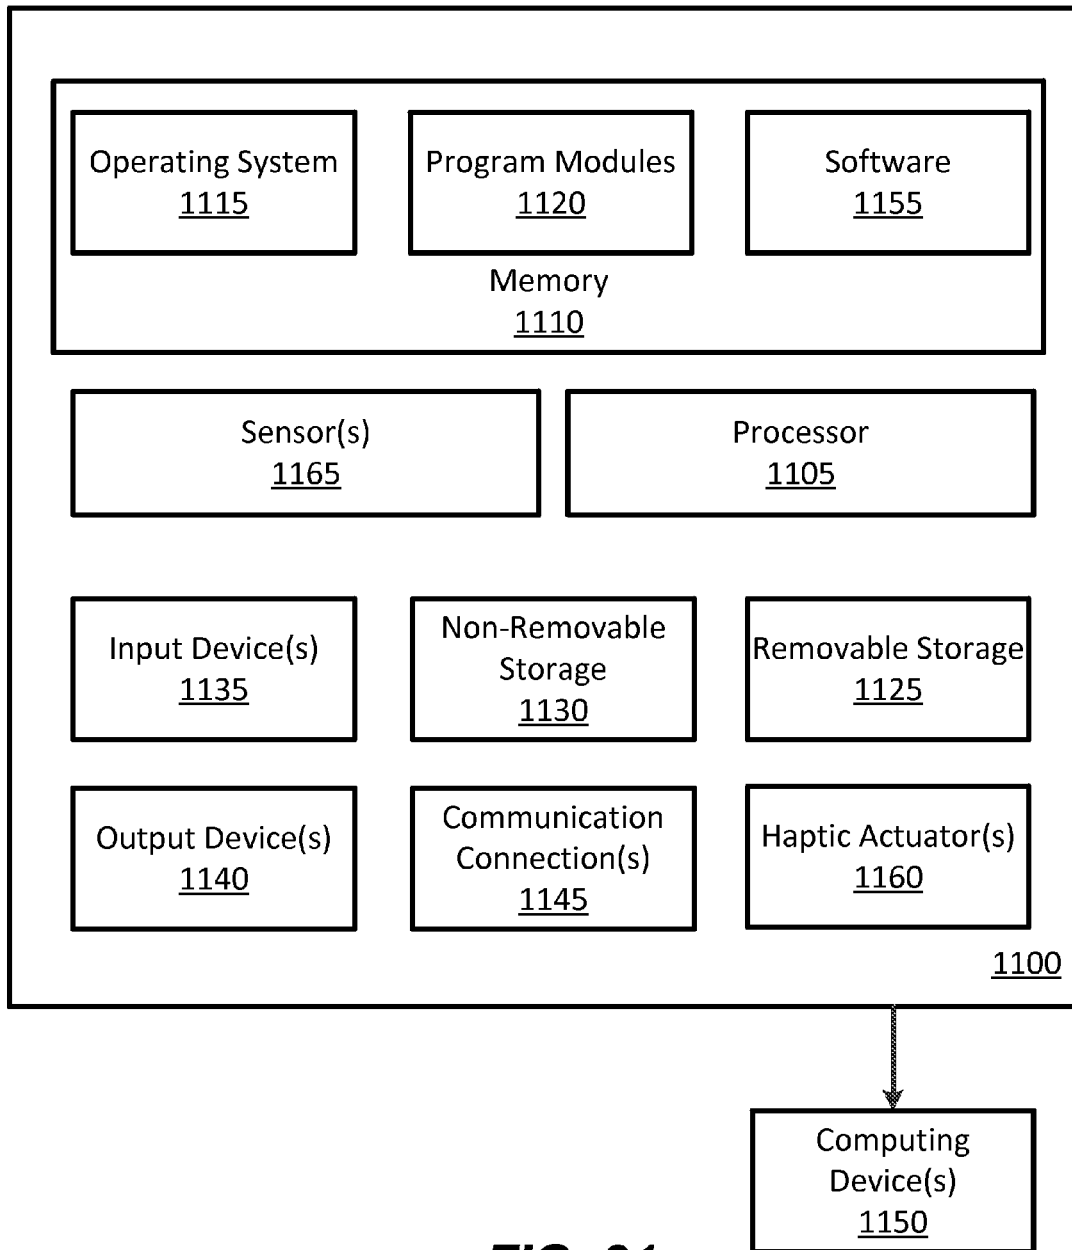 Operating System
1115
Program Modules
1120
Software
1155
Memory
1110
Sensor(s)
1165
Processor
1105
Input Device(s)
1135
Non-Removable
Storage
1130
Removable Storage
1125
Output Device(s)
1140
Communication
Connection(s)
1145
Haptic Actuator(s)
1160
1100
Computing
Device(s)
1150